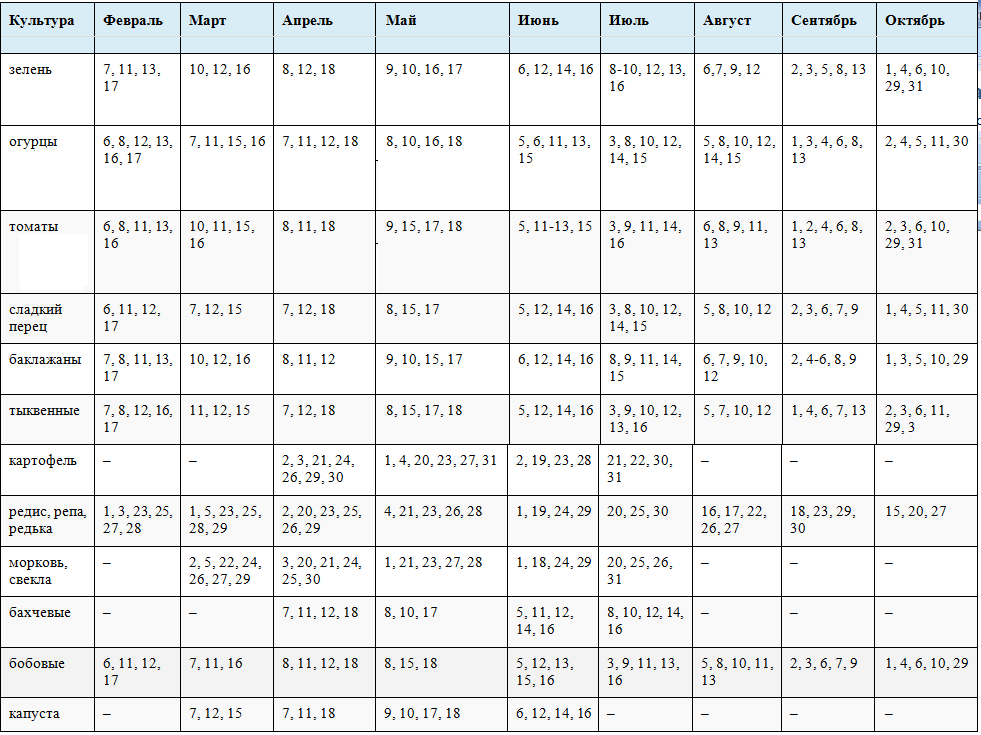 Культура Февраль Март Апрель Май Июнь Июль Август Сентябрь Октябрь
зелень 7, 11, 13, 10, 12, 16 8, 12, 18 9, 10, 16, 17 6, 12, 14, 16 8-10, 12, 13, 6,7, 9, 12 2, 3, 5, 8, 13 1, 4, 6, 10,
17 16 29, 31
огурцы 6, 8, 12, 13, 7, 11, 15, 16 7, 11, 12, 18 8, 10, 16, 18 5, 6, 11, 13, 3, 8, 10, 12, 5, 8, 10, 12, 1, 3, 4, 6, 8, 2, 4, 5, 11, 30
16, 17 15 14, 15 14, 15 13
томаты 6, 8, 11, 13, 10, 11, 15, 8, 11, 18 9, 15, 17, 18 5, 11-13, 15 3, 9, 11, 14, 6, 8, 9, 11, 1, 2, 4, 6, 8, 2, 3, 6, 10,
16 16 16 13 13 29, 31
сладкий 6, 11, 12, 7, 12, 15 7, 12, 18 8, 15, 17 5, 12, 14, 16 3, 8, 10, 12, 5, 8, 10, 12 2, 3, 6, 7, 9 1, 4, 5, 11, 30
перец 17 14, 15
баклажаны 7, 8, 11, 13, 10, 12, 16 8, 11, 12 9, 10, 15, 17 6, 12, 14, 16 8, 9, 11, 14, 6, 7, 9, 10, 2, 4-6, 8, 9 1, 3, 5, 10, 29
17 15 12
тыквенные 7, 8, 12, 16, 11, 12, 15 7, 12, 18 8, 15, 17, 18 5, 12, 14, 16 3, 9, 10, 12, 5, 7, 10, 12 1, 4, 6, 7, 13 2, 3, 6, 11,
17 13, 16 29, 3
картофель – – 2, 3, 21, 24, 1, 4, 20, 23, 27, 31 2, 19, 23, 28 21, 22, 30, – – –
26, 29, 30 31
редис, репа, 1, 3, 23, 25, 1, 5, 23, 25, 2, 20, 23, 25, 4, 21, 23, 26, 28 1, 19, 24, 29 20, 25, 30 16, 17, 22, 18, 23, 29, 15, 20, 27
редька 27, 28 28, 29 26, 29 26, 27 30
морковь, – 2, 5, 22, 24, 3, 20, 21, 24, 1, 21, 23, 27, 28 1, 18, 24, 29 20, 25, 26, – – –
свекла 26, 27, 29 25, 30 31
бахчевые – – 7, 11, 12, 18 8, 10, 17 5, 11, 12, 8, 10, 12, 14, – – –
14, 16 16
бобовые 6, 11, 12, 7, 11, 16 8, 11, 12, 18 8, 15, 18 5, 12, 13, 3, 9, 11, 13, 5, 8, 10, 11, 2, 3, 6, 7, 9 1, 4, 6, 10, 29
17 15, 16 16 13
капуста – 7, 12, 15 7, 11, 18 9, 10, 17, 18 6, 12, 14, 16 – – – –